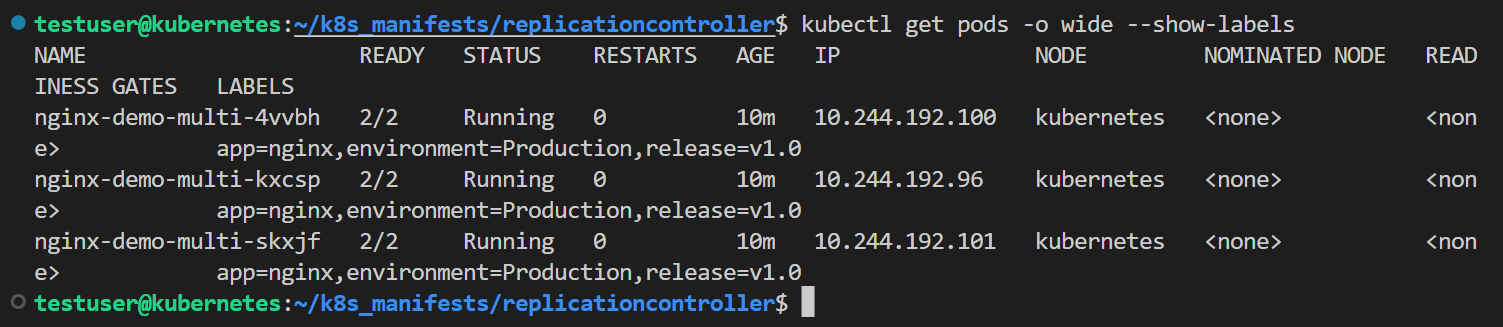 testuser@kubernetes:~/k8s_manifests/replicationcontroller$ kubectl get pods -o wide --show-labels
NAME                    READY   STATUS    RESTARTS   AGE   IP               NODE         NOMINATED NODE   READ
INESS GATES   LABELS
nginx-demo-multi-4vvbh   2/2     Running   0          10m   10.244.192.100   kubernetes   <none>           <non
e>            app=nginx,environment=Production,release=v1.0
nginx-demo-multi-kxcsp   2/2     Running   0          10m   10.244.192.96    kubernetes   <none>           <non
e>            app=nginx,environment=Production,release=v1.0
nginx-demo-multi-skxjf   2/2     Running   0          10m   10.244.192.101   kubernetes   <none>           <non
e>            app=nginx,environment=Production,release=v1.0
testuser@kubernetes:~/k8s_manifests/replicationcontroller$